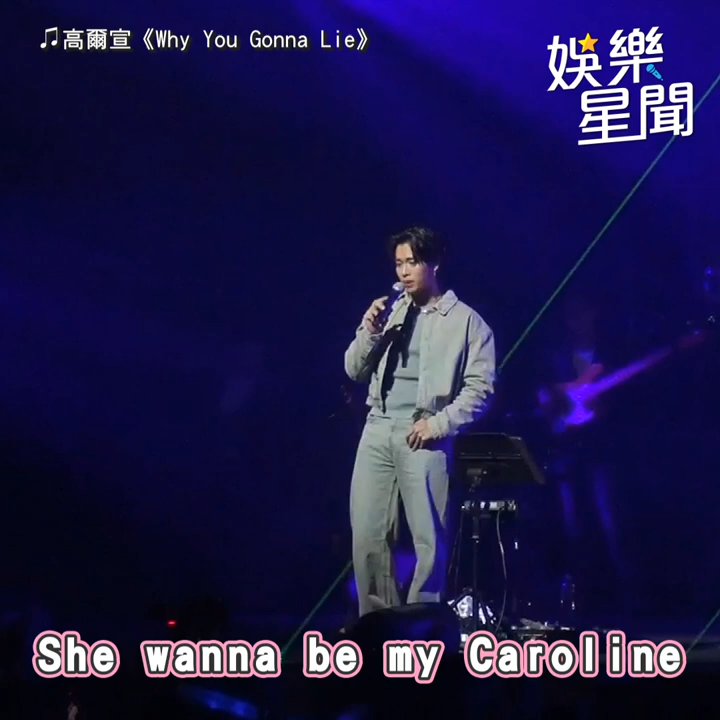 ♫高爾宣《Why You Gonna Lie》
娛樂
星聞
She wanna be my Caroline